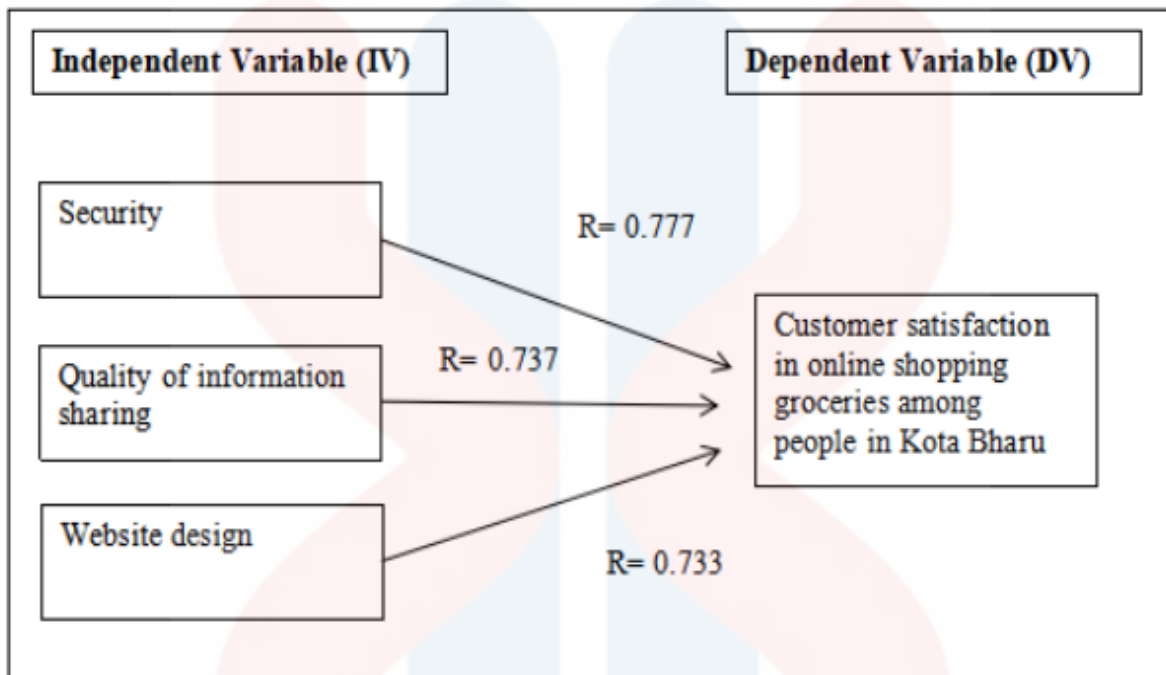 Independent Variable (IV)
Dependent Variable (DV)
Security
R= 0.777
Quality of information
sharing
R= 0.737
Customer satisfaction
in online shopping
groceries among
people in Kota Bharu
Website design
R= 0.733